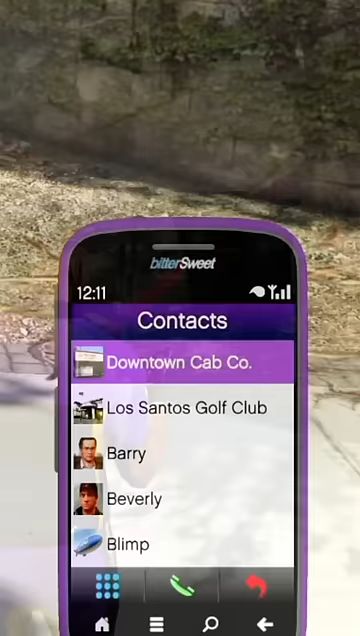 bitterSweet
12:11
Contacts
Downtown Cab Co.
Los Santos Golf Club
Barry
Beverly
Blimp